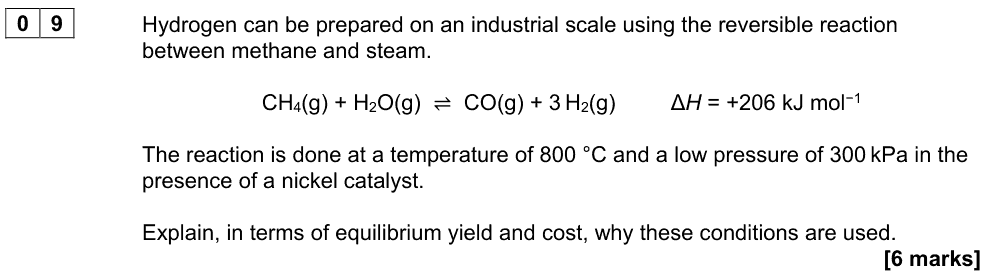 0 9 Hydrogen can be prepared on an industrial scale using the reversible reaction
between methane and steam.
CH₄(g) + H₂O(g) ⇌ CO(g) + 3 H₂(g) ΔH = +206 kJ mol⁻¹
The reaction is done at a temperature of 800 °C and a low pressure of 300 kPa in the
presence of a nickel catalyst.
Explain, in terms of equilibrium yield and cost, why these conditions are used.
[6 marks]